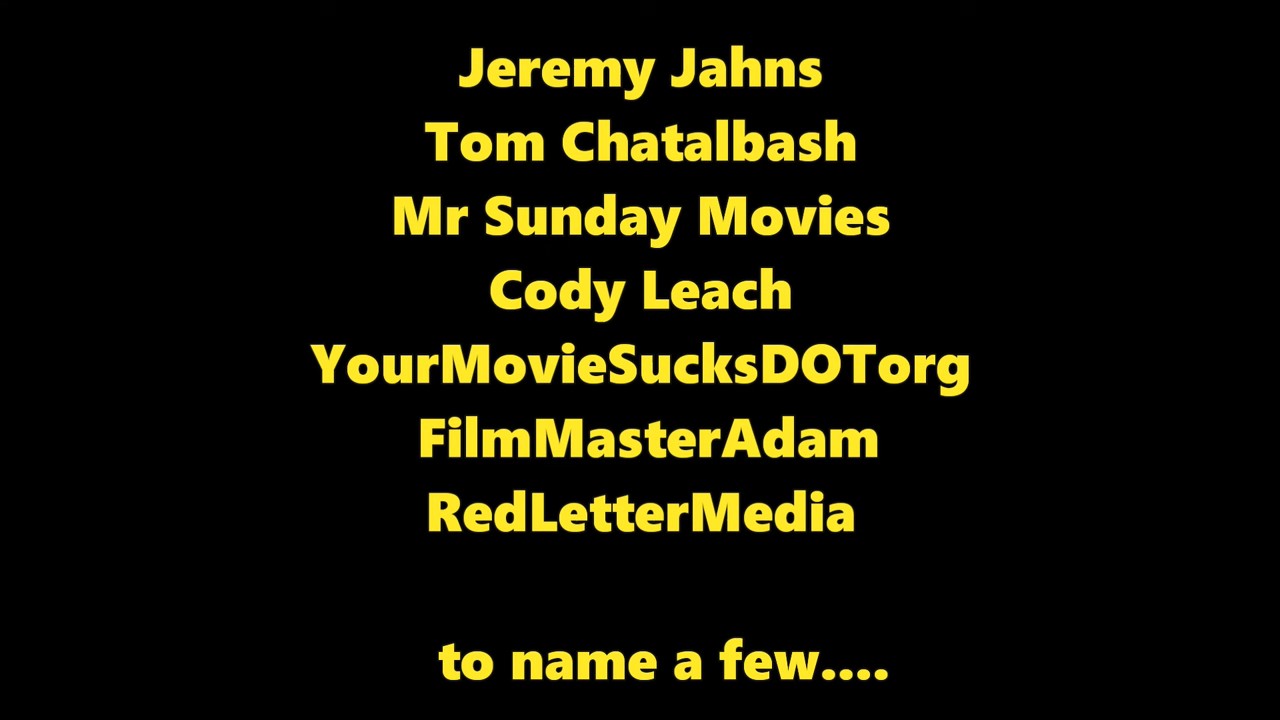 Jeremy Jahns
Tom Chatalbash
Mr Sunday Movies
Cody Leach
YourMovieSucksDOTorg
FilmMasterAdam
RedLetterMedia
to name a few....